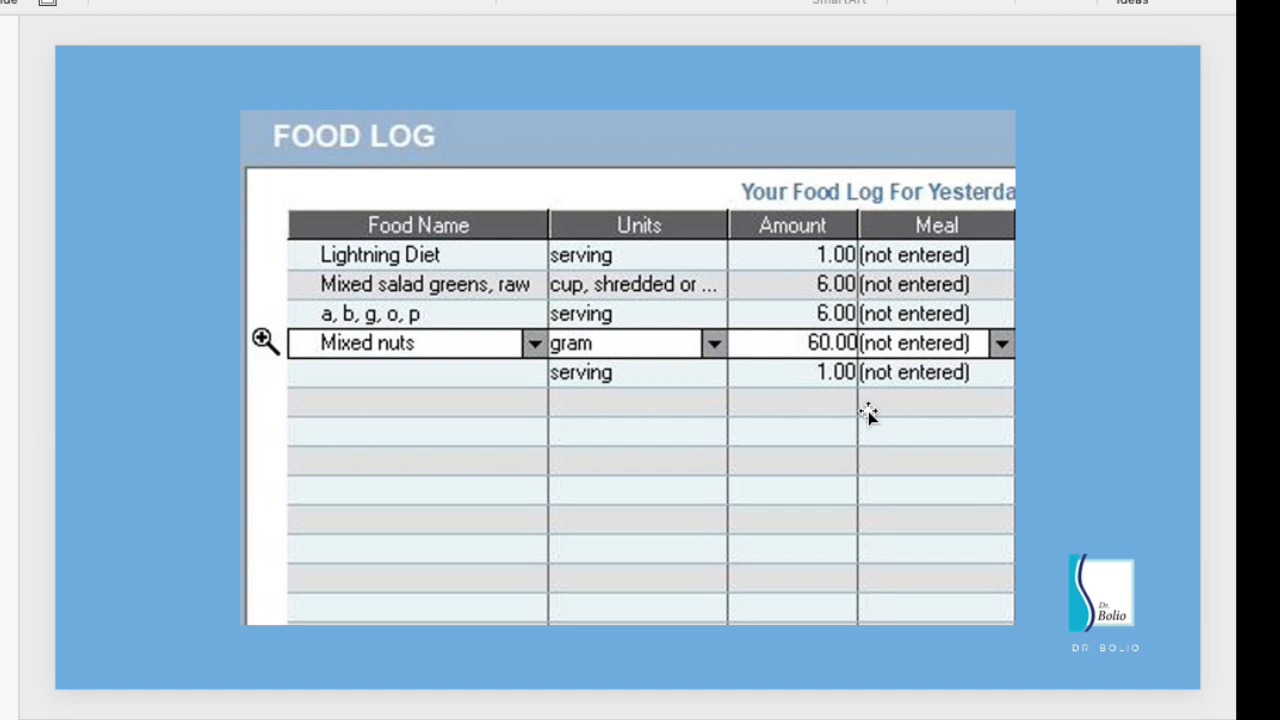 SmartArt
Ideas
FOOD LOG
Your Food Log For Yesterda
Food Name Units Amount Meal
Lightning Diet serving 1.00 (not entered)
Mixed salad greens, raw cup, shredded or ... 6.00 (not entered)
a, b, g, o, p serving 6.00 (not entered)
Mixed nuts gram 60.00 (not entered)
serving 1.00 (not entered)
Dr.
Bolio
DR. BOLIO